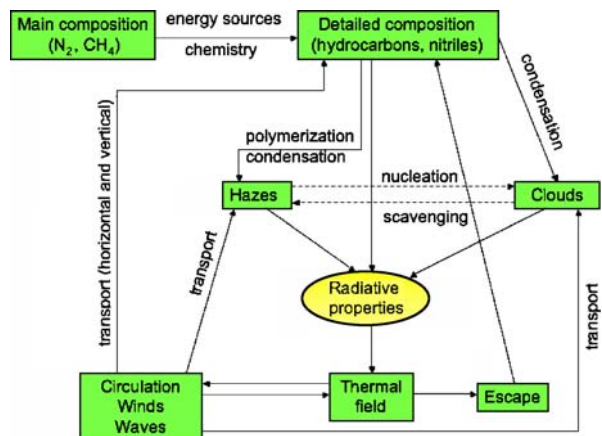 Main composition
(N2, CH4)
energy sources
chemistry
Detailed composition
(hydrocarbons, nitriles)
condensation
transport (horizontal and vertical)
polymerization
condensation
nucleation
Hazes
Clouds
scavenging
transport
Radiative
properties
transport
Circulation
Winds
Waves
Thermal
field
Escape